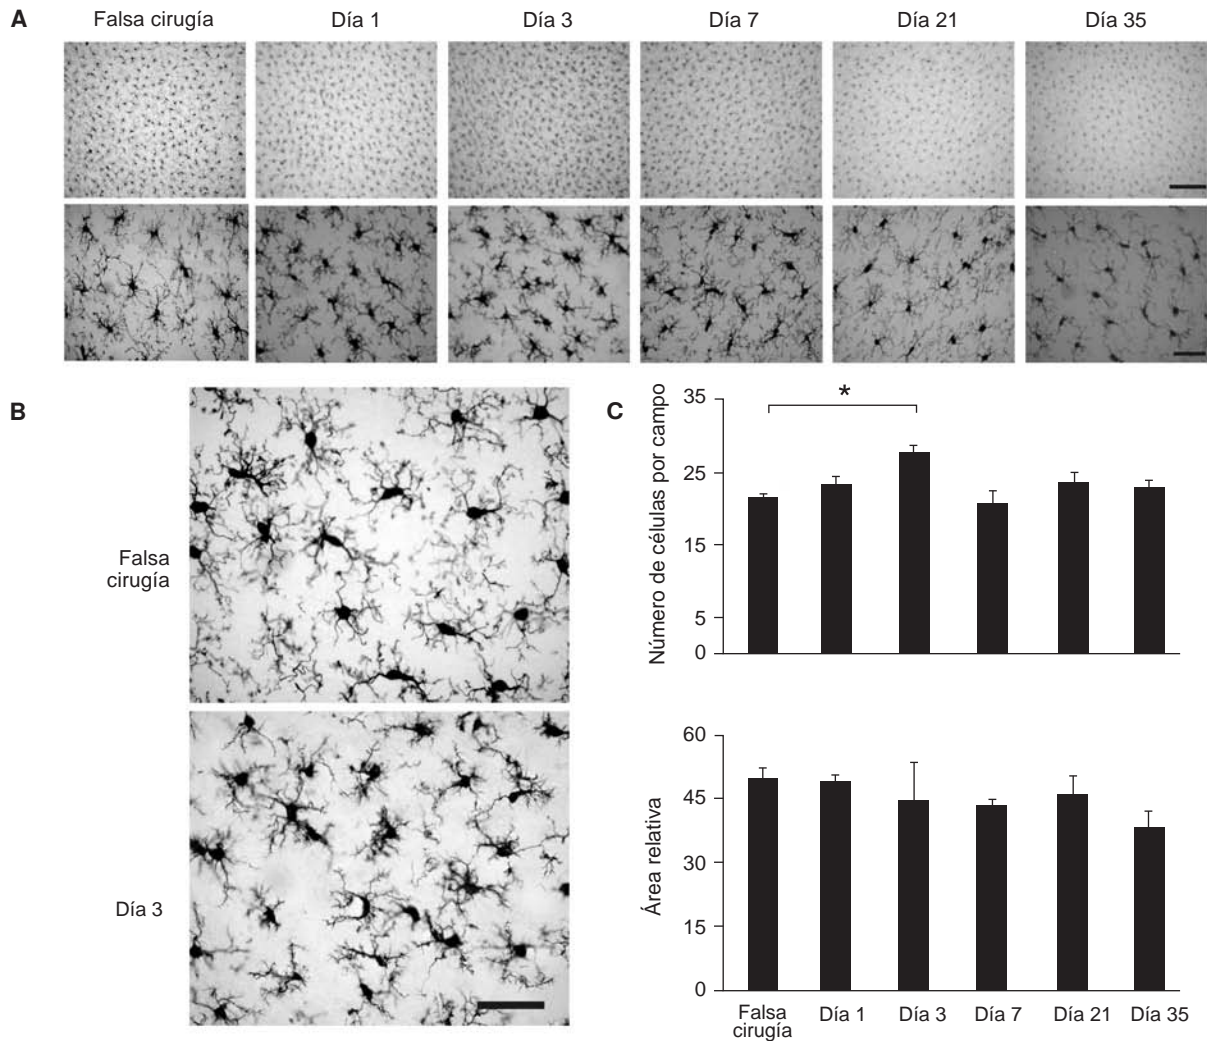 A
Falsa cirugía
Día 1
Día 3
Día 7
Día 21
Día 35
B
Falsa
cirugía
Día 3
C
Número de células por campo
35
25
15
5
0
*
Área relativa
60
45
30
15
0
Falsa
cirugía
Día 1
Día 3
Día 7
Día 21
Día 35